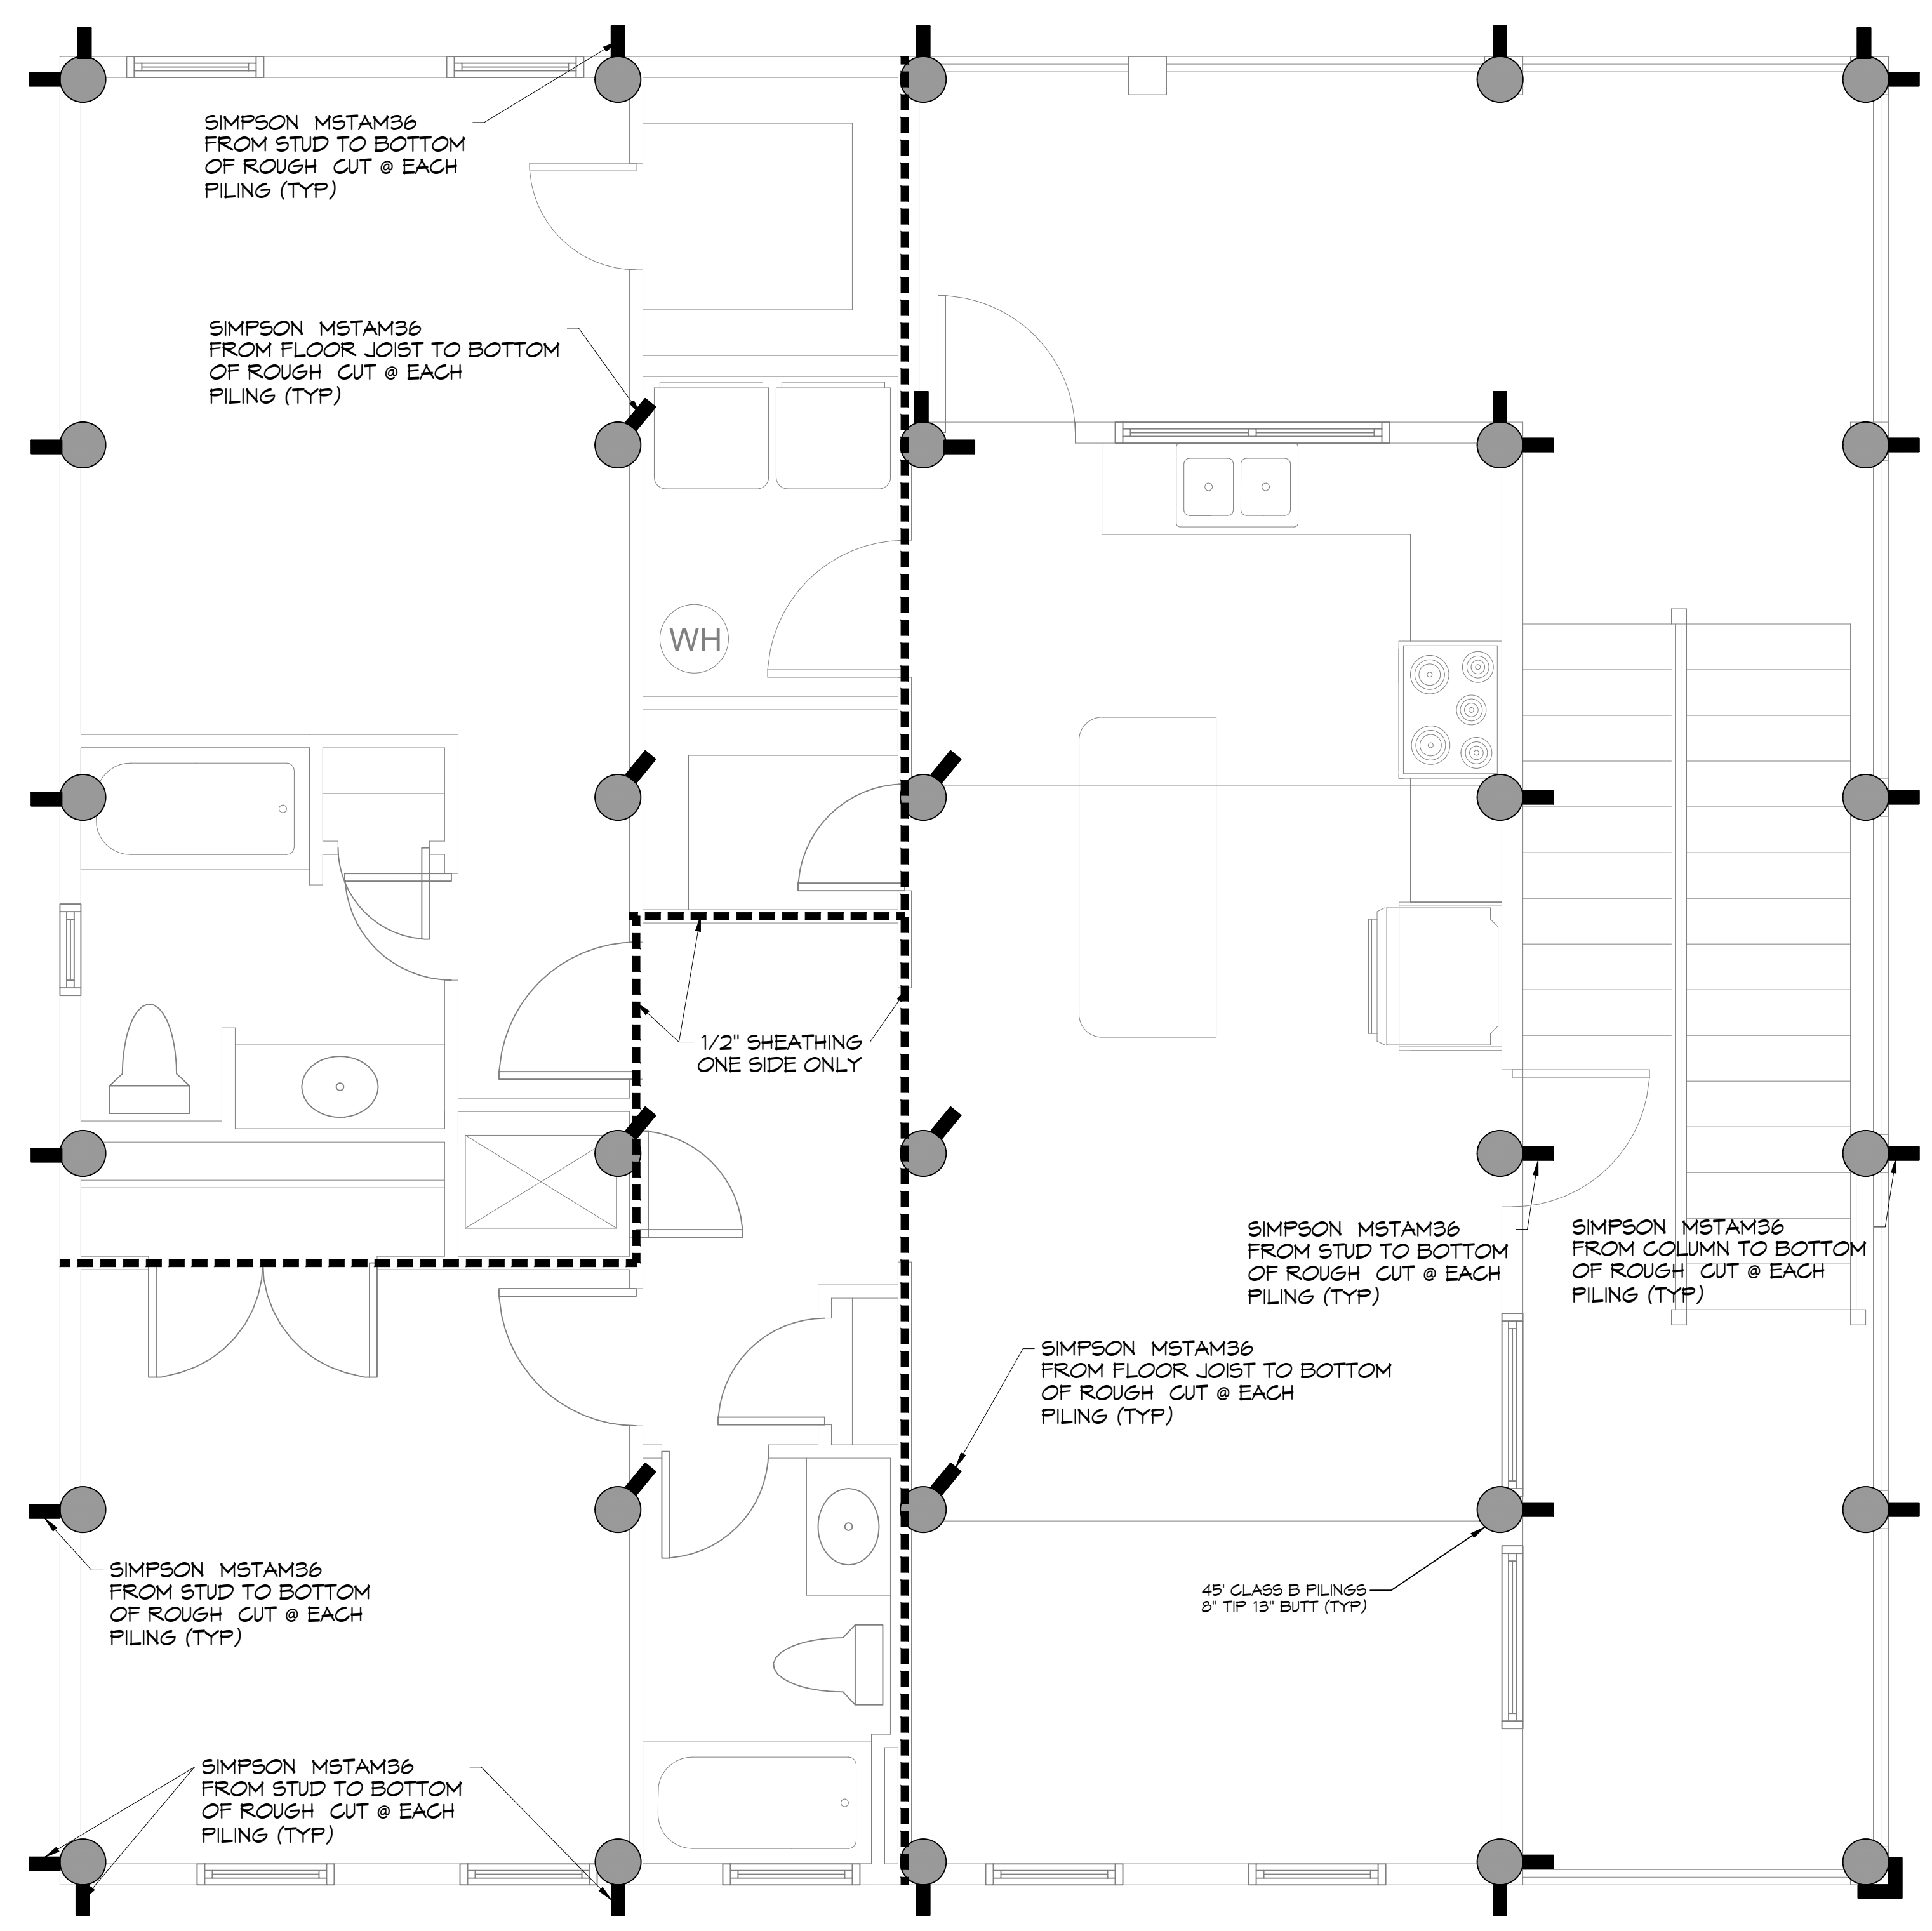 SIMPSON MSTAM36
FROM STUD TO BOTTOM
OF ROUGH CUT @ EACH
PILING (TYP)
SIMPSON MSTAM36
FROM FLOOR JOIST TO BOTTOM
OF ROUGH CUT @ EACH
PILING (TYP)
WH
1/2" SHEATHING
ONE SIDE ONLY
SIMPSON MSTAM36
FROM STUD TO BOTTOM
OF ROUGH CUT @ EACH
PILING (TYP)
SIMPSON MSTAM36
FROM COLUMN TO BOTTOM
OF ROUGH CUT @ EACH
PILING (TYP)
SIMPSON MSTAM36
FROM FLOOR JOIST TO BOTTOM
OF ROUGH CUT @ EACH
PILING (TYP)
SIMPSON MSTAM36
FROM STUD TO BOTTOM
OF ROUGH CUT @ EACH
PILING (TYP)
45' CLASS B PILINGS
8" TIP 13" BUTT (TYP)
SIMPSON MSTAM36
FROM STUD TO BOTTOM
OF ROUGH CUT @ EACH
PILING (TYP)